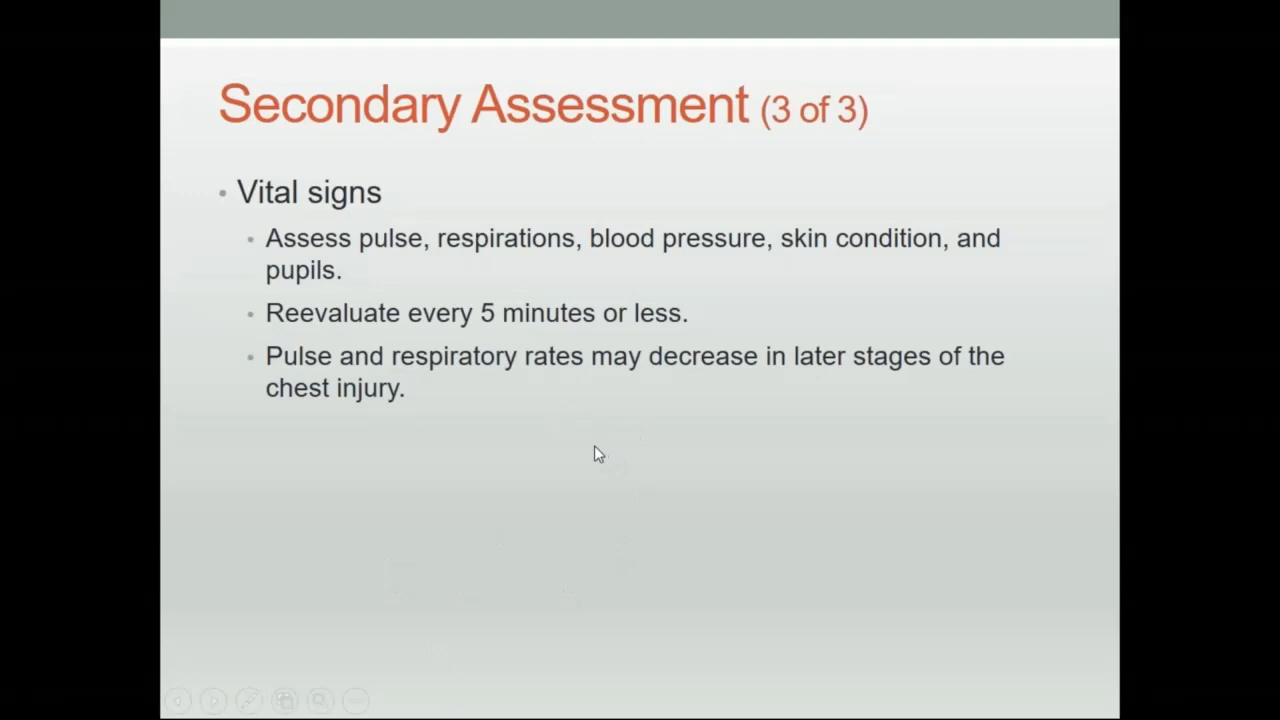 Secondary Assessment (3 of 3)
• Vital signs
• Assess pulse, respirations, blood pressure, skin condition, and
pupils.
• Reevaluate every 5 minutes or less.
• Pulse and respiratory rates may decrease in later stages of the
chest injury.